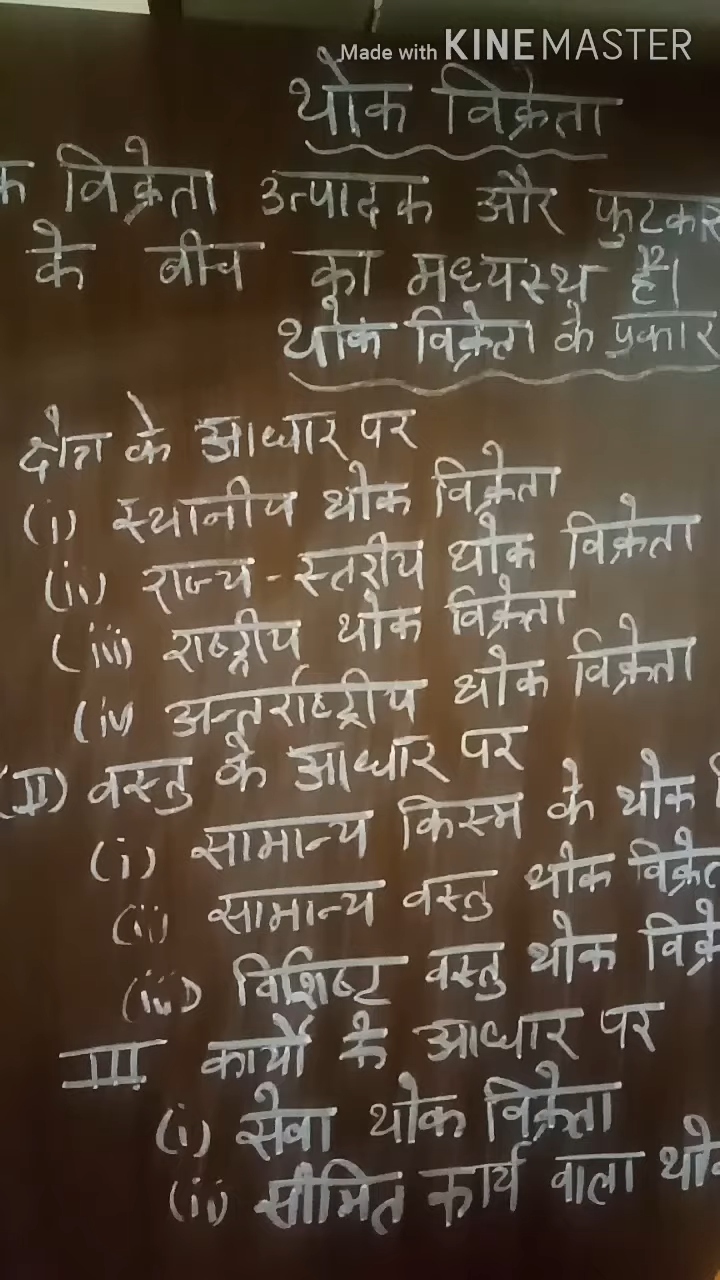 Made with KINEMASTER
थोक विक्रेता
क विक्रेता उत्पादक और फुटकर
के बीच का मध्यस्थ है।
थोक विक्रेता के प्रकार
क्षेत्र के आधार पर
(i) स्थानीय थोक विक्रेता
(ii) राज्य - स्तरीय थोक विक्रेता
(iii) राष्ट्रीय थोक विक्रेता
(iv) अन्तर्राष्ट्रीय थोक विक्रेता
(II) वस्तु के आधार पर
(i) सामान्य किस्म के थोक
(ii) सामान्य वस्तु थोक विक्रेत
(iii) विशिष्ट वस्तु थोक विक्रे
III कार्यो के आधार पर
(i) सेवा थोक विक्रेता
(ii) सीमित कार्य वाला थो